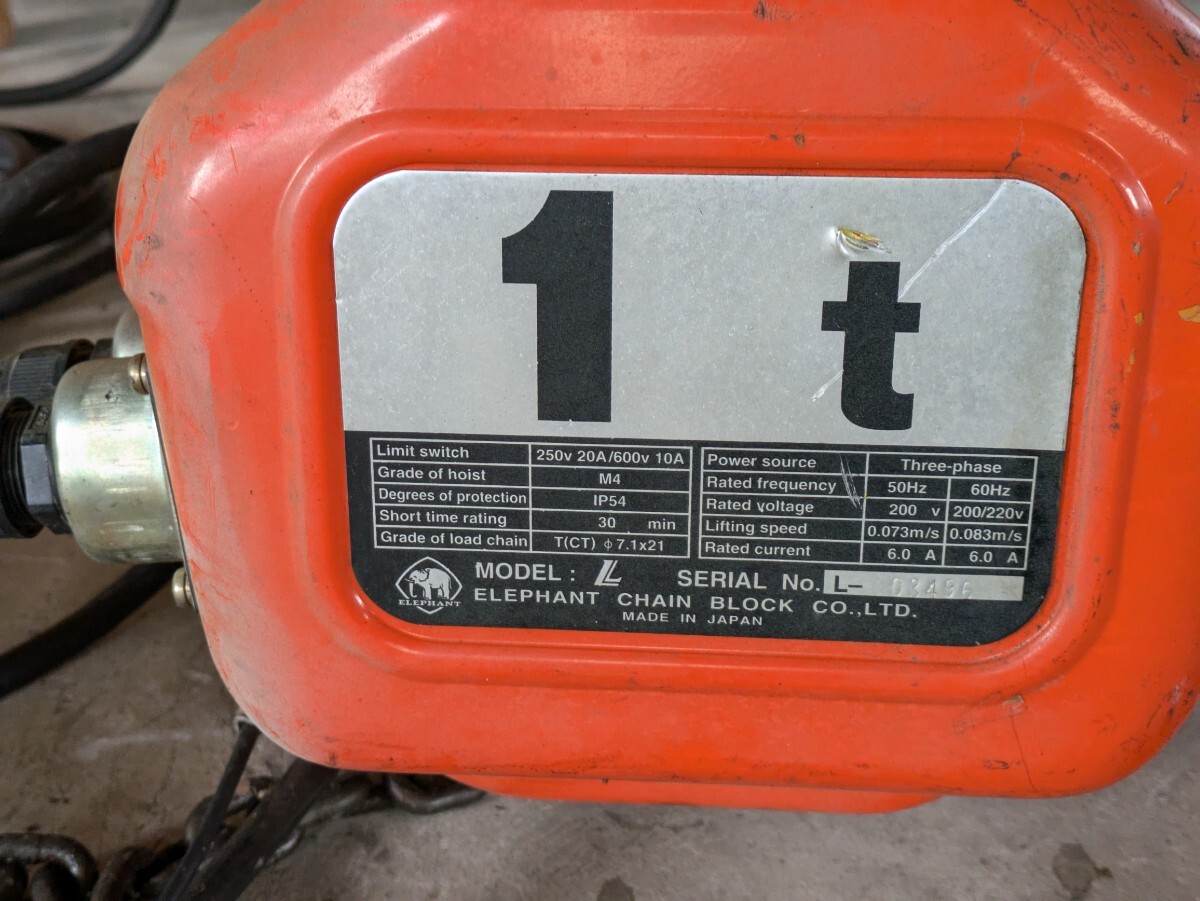 1 t
Limit switch 250v 20A/600v 10A
Grade of hoist M4
Degrees of protection IP54
Short time rating 30 min
Grade of load chain T(CT) φ7.1x21
Power source Three-phase
Rated frequency 50Hz 60Hz
Rated voltage 200 v 200/220v
Lifting speed 0.073m/s 0.083m/s
Rated current 6.0 A 6.0 A
ELEPHANT
MODEL : L SERIAL No. L-
ELEPHANT CHAIN BLOCK CO.,LTD.
MADE IN JAPAN